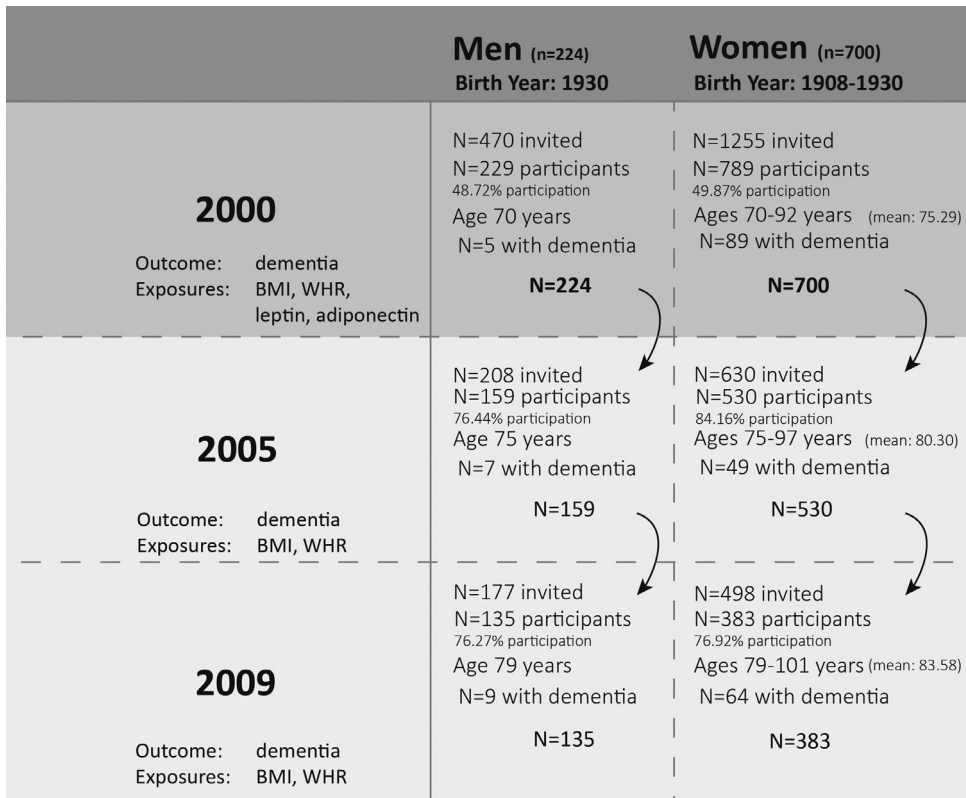 Men (n=224)
Birth Year: 1930
Women (n=700)
Birth Year: 1908-1930
2000
Outcome: dementia
Exposures: BMI, WHR,
leptin, adiponectin
N=470 invited
N=229 participants
48.72% participation
Age 70 years
N=5 with dementia
N=224
N=1255 invited
N=789 participants
49.87% participation
Ages 70-92 years (mean: 75.29)
N=89 with dementia
N=700
2005
Outcome: dementia
Exposures: BMI, WHR
N=208 invited
N=159 participants
76.44% participation
Age 75 years
N=7 with dementia
N=159
N=630 invited
N=530 participants
84.16% participation
Ages 75-97 years (mean: 80.30)
N=49 with dementia
N=530
2009
Outcome: dementia
Exposures: BMI, WHR
N=177 invited
N=135 participants
76.27% participation
Age 79 years
N=9 with dementia
N=135
N=498 invited
N=383 participants
76.92% participation
Ages 79-101 years (mean: 83.58)
N=64 with dementia
N=383